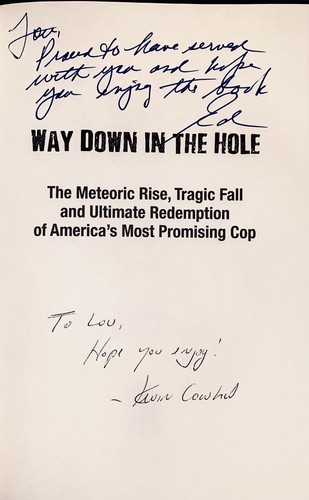 Lou,
Proud to have served
with you and hope
you enjoy the book
Ed
WAY DOWN IN THE HOLE
The Meteoric Rise, Tragic Fall
and Ultimate Redemption
of America's Most Promising Cop
To Lou,
Hope you enjoy!
- Kevin Cowherd